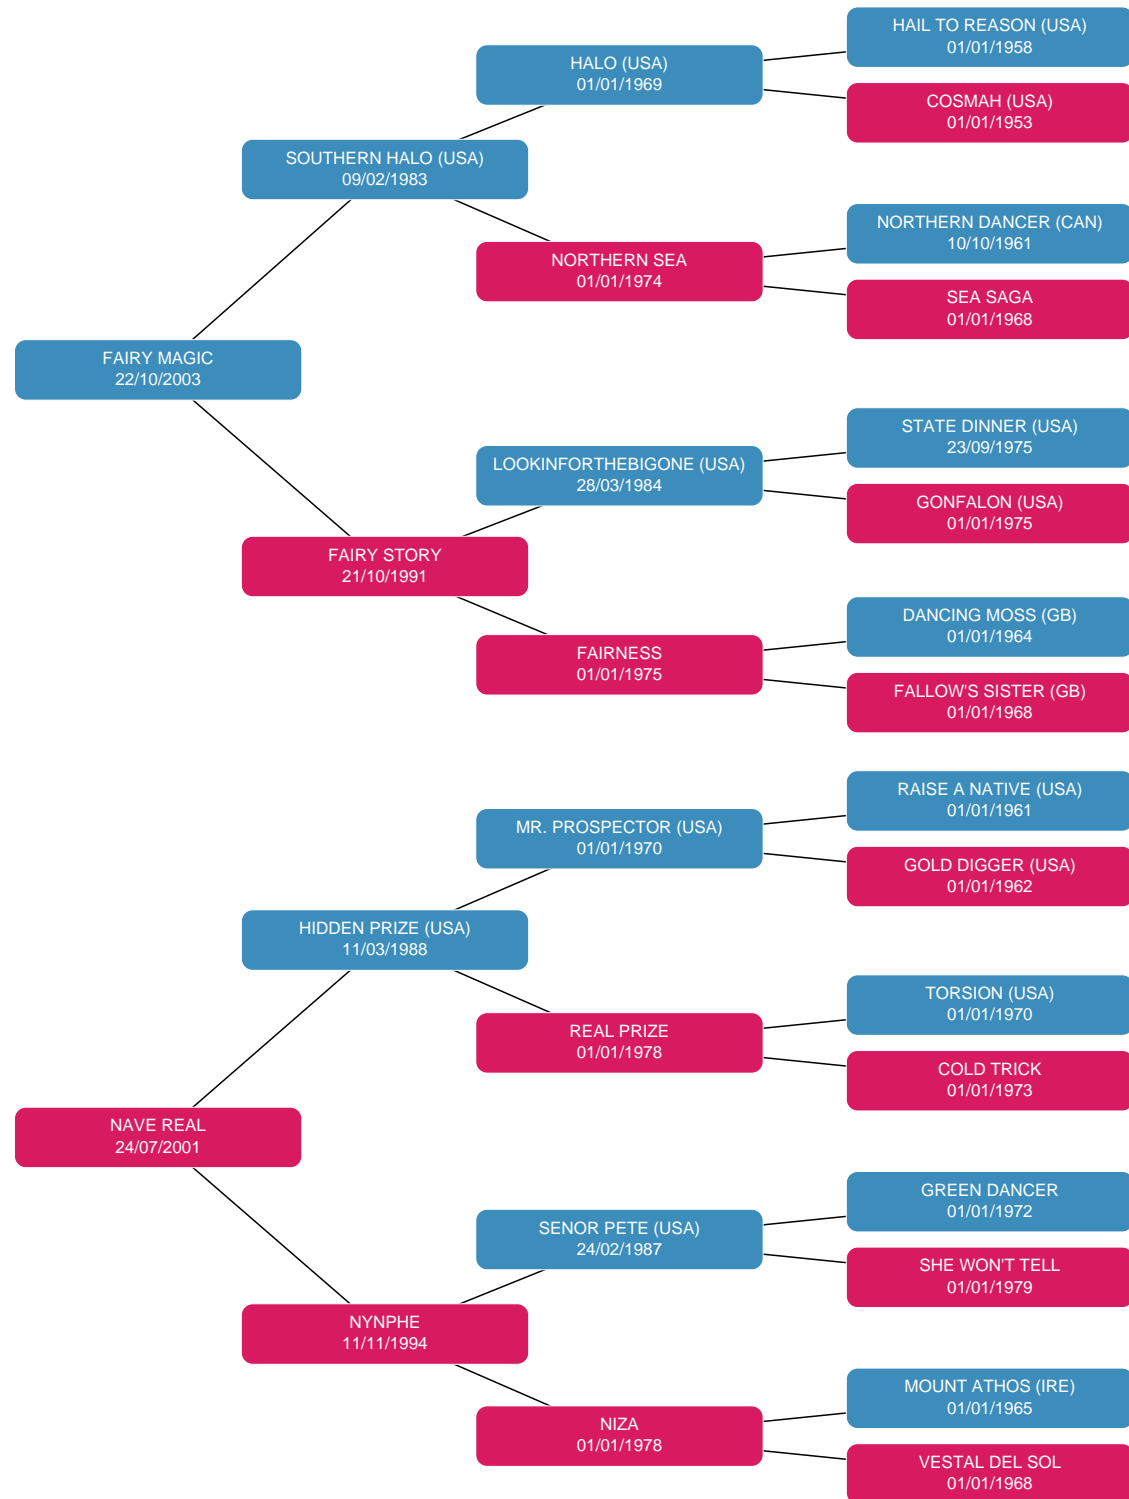 HAIL TO REASON (USA)
01/01/1958
HALO (USA)
01/01/1969
COSMAH (USA)
01/01/1953
SOUTHERN HALO (USA)
09/02/1983
NORTHERN DANCER (CAN)
10/10/1961
NORTHERN SEA
01/01/1974
SEA SAGA
01/01/1968
FAIRY MAGIC
22/10/2003
STATE DINNER (USA)
23/09/1975
LOOKINFORTHEBIGONE (USA)
28/03/1984
GONFALON (USA)
01/01/1975
FAIRY STORY
21/10/1991
DANCING MOSS (GB)
01/01/1964
FAIRNESS
01/01/1975
FALLOW'S SISTER (GB)
01/01/1968
RAISE A NATIVE (USA)
01/01/1961
MR. PROSPECTOR (USA)
01/01/1970
GOLD DIGGER (USA)
01/01/1962
HIDDEN PRIZE (USA)
11/03/1988
TORSION (USA)
01/01/1970
REAL PRIZE
01/01/1978
COLD TRICK
01/01/1973
NAVE REAL
24/07/2001
GREEN DANCER
01/01/1972
SENOR PETE (USA)
24/02/1987
SHE WON'T TELL
01/01/1979
NYNPHE
11/11/1994
MOUNT ATHOS (IRE)
01/01/1965
NIZA
01/01/1978
VESTAL DEL SOL
01/01/1968